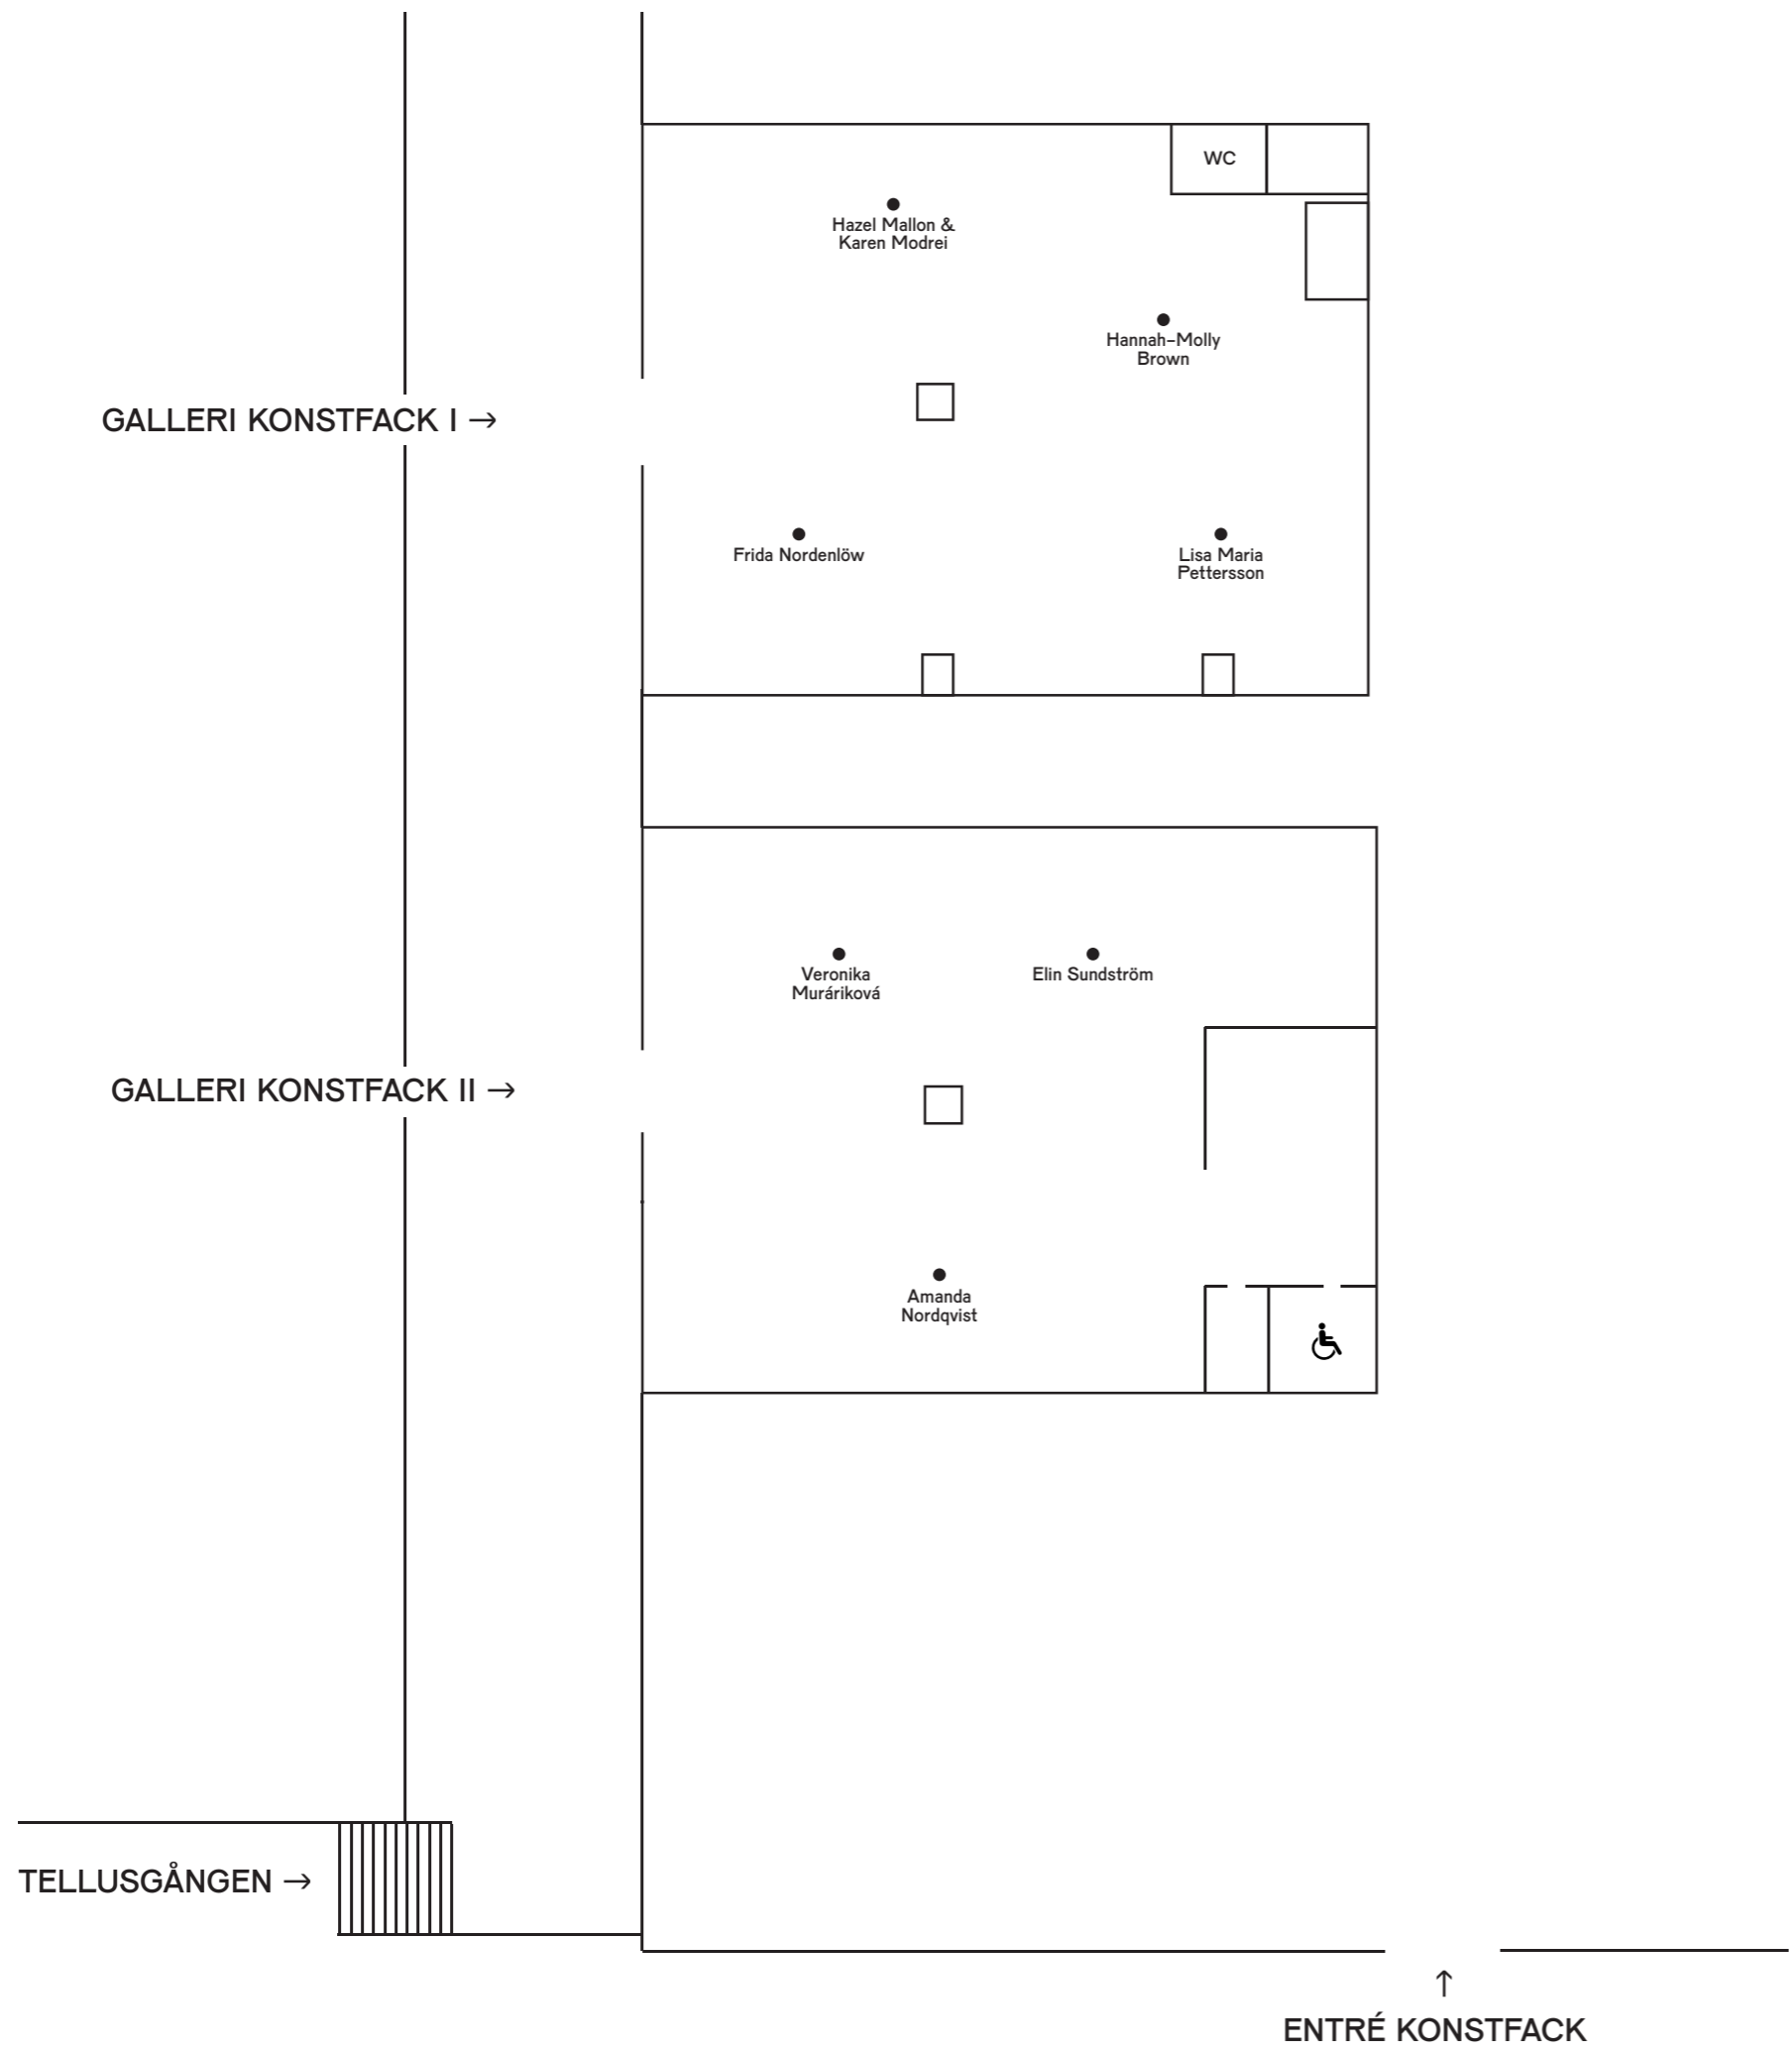 WC
Hazel Mallon &
Karen Modrei
Hannah–Molly
Brown
GALLERI KONSTFACK I →
Frida Nordenlöw
Lisa Maria
Pettersson
Veronika
Muráriková
Elin Sundström
GALLERI KONSTFACK II →
Amanda
Nordqvist
TELLUSGÅNGEN →
↑
ENTRÉ KONSTFACK